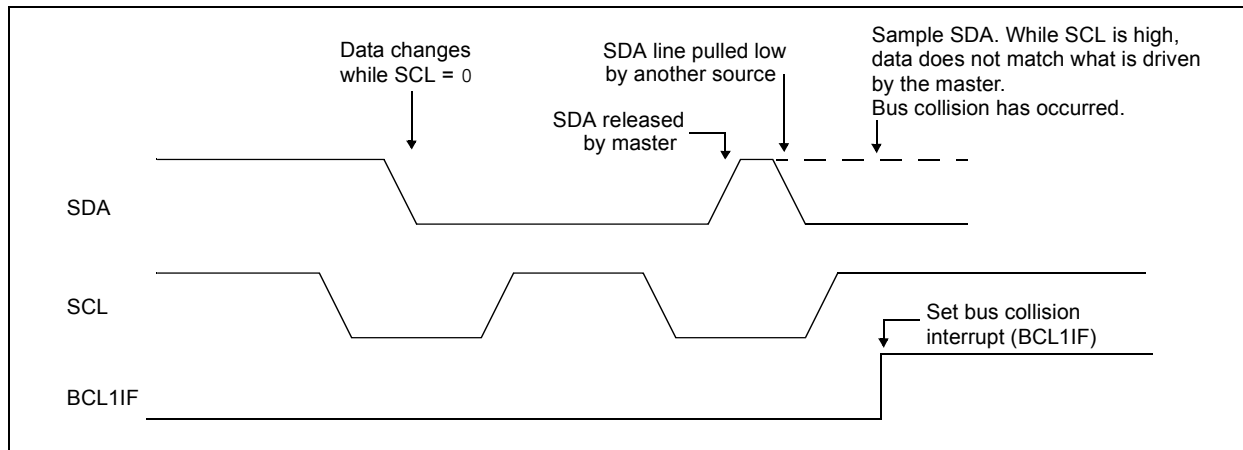 Data changes
while SCL = 0
SDA line pulled low
by another source
Sample SDA. While SCL is high,
data does not match what is driven
by the master.
Bus collision has occurred.
SDA released
by master
SDA
SCL
Set bus collision
interrupt (BCL1IF)
BCL1IF